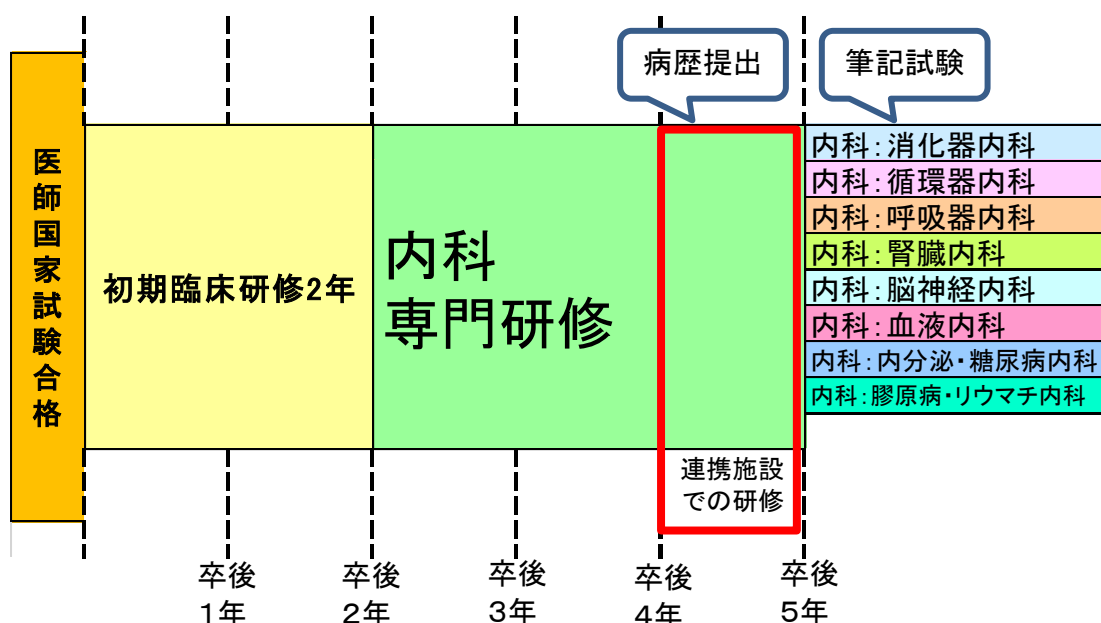 病歴提出
筆記試験
医師国家試験合格
初期臨床研修2年
内科
専門研修
内科：消化器内科
内科：循環器内科
内科：呼吸器内科
内科：腎臓内科
内科：脳神経内科
内科：血液内科
内科：内分泌・糖尿病内科
内科：膠原病・リウマチ内科
連携施設
での研修
卒後
1年
卒後
2年
卒後
3年
卒後
4年
卒後
5年